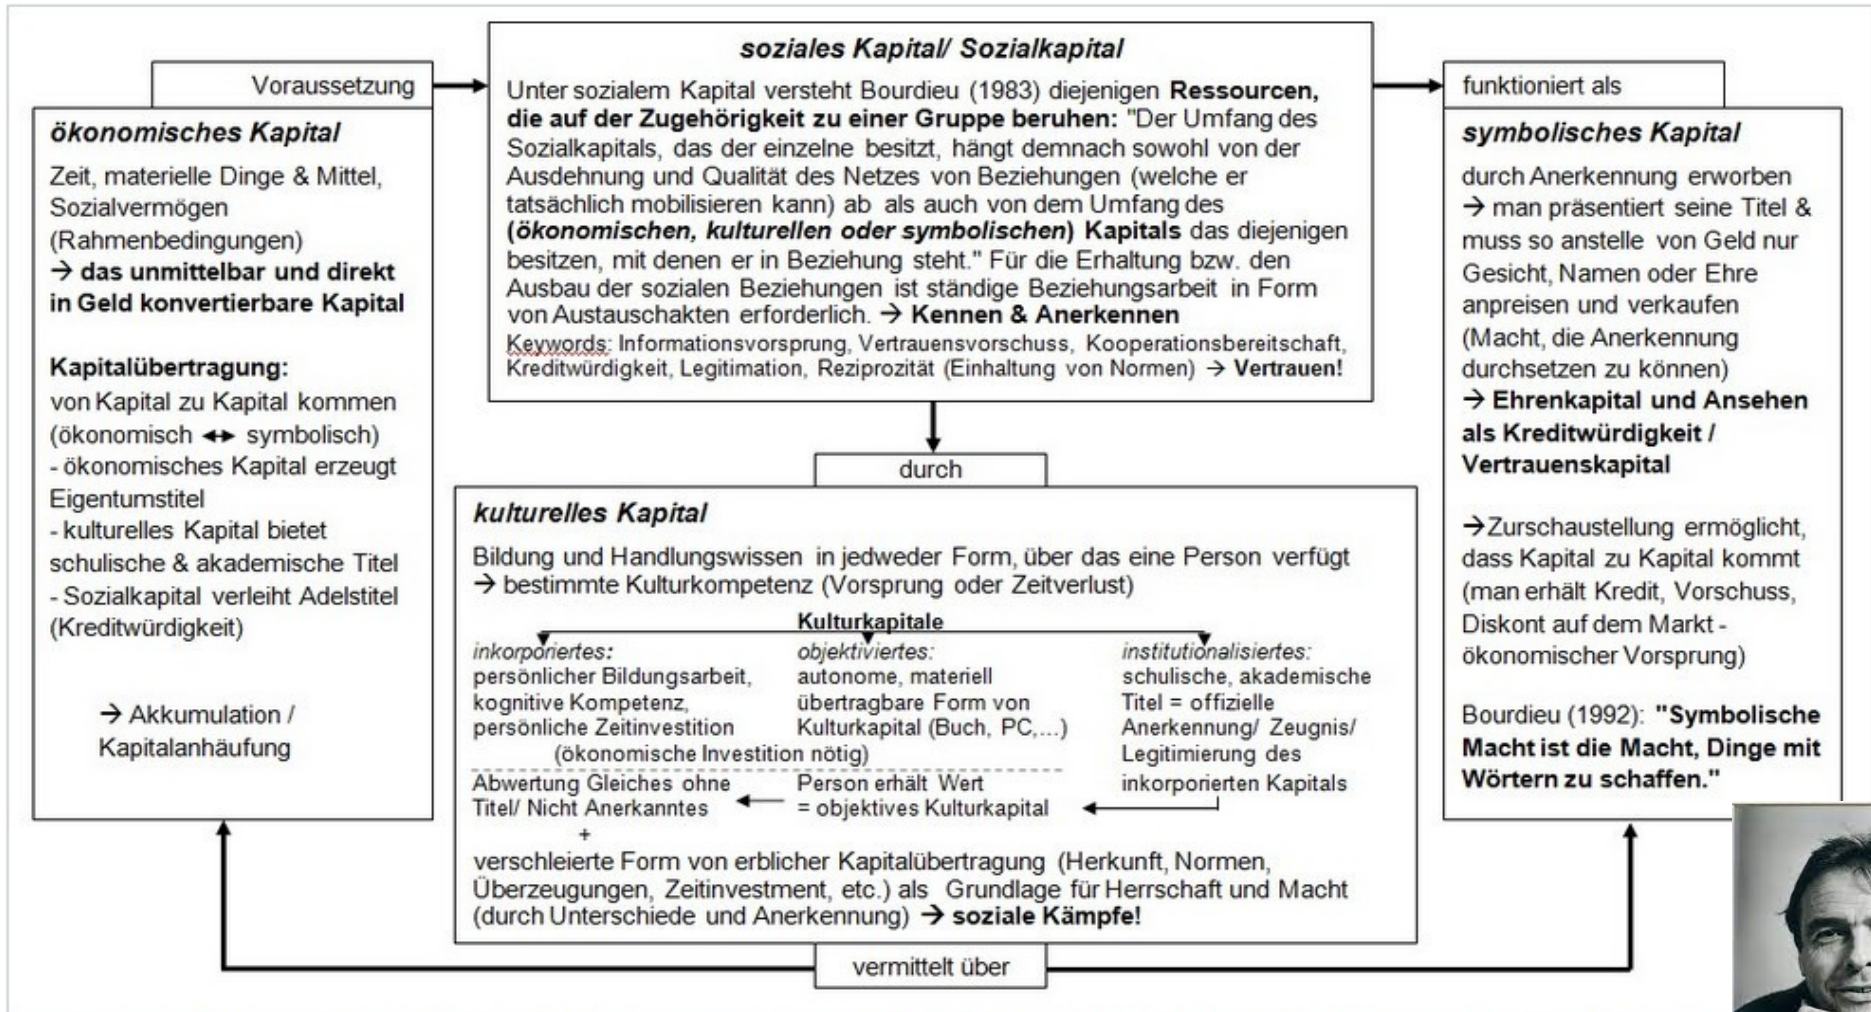 Voraussetzung
ökonomisches Kapital
Zeit, materielle Dinge & Mittel,
Sozialvermögen
(Rahmenbedingungen)
→ das unmittelbar und direkt
in Geld konvertierbare Kapital
Kapitalübertragung:
von Kapital zu Kapital kommen
(ökonomisch ↔ symbolisch)
- ökonomisches Kapital erzeugt
Eigentumstitel
- kulturelles Kapital bietet
schulische & akademische Titel
- Sozialkapital verleiht Adelstitel
(Kreditwürdigkeit)
→ Akkumulation /
Kapitalanhäufung
soziales Kapital/ Sozialkapital
Unter sozialem Kapital versteht Bourdieu (1983) diejenigen Ressourcen,
die auf der Zugehörigkeit zu einer Gruppe beruhen: "Der Umfang des
Sozialkapitals, das der einzelne besitzt, hängt demnach sowohl von der
Ausdehnung und Qualität des Netzes von Beziehungen (welche er
tatsächlich mobilisieren kann) ab als auch von dem Umfang des
(ökonomischen, kulturellen oder symbolischen) Kapitals das diejenigen
besitzen, mit denen er in Beziehung steht." Für die Erhaltung bzw. den
Ausbau der sozialen Beziehungen ist ständige Beziehungsarbeit in Form
von Austauschakten erforderlich. → Kennen & Anerkennen
Keywords: Informationsvorsprung, Vertrauensvorschuss, Kooperationsbereitschaft,
Kreditwürdigkeit, Legitimation, Reziprozität (Einhaltung von Normen) → Vertrauen!
durch
kulturelles Kapital
Bildung und Handlungswissen in jedweder Form, über das eine Person verfügt
→ bestimmte Kulturkompetenz (Vorsprung oder Zeitverlust)
Kulturkapitale
inkorporiertes:
persönlicher Bildungsarbeit,
kognitive Kompetenz,
persönliche Zeitinvestition
objektiviertes:
autonome, materiell
übertragbare Form von
Kulturkapital (Buch, PC,...)
(ökonomische Investition nötig)
institutionalisiertes:
schulische, akademische
Titel = offizielle
Anerkennung/ Zeugnis/
Legitimierung des
inkorporierten Kapitals
Person erhält Wert
= objektives Kulturkapital
Abwertung Gleiches ohne
Titel/ Nicht Anerkanntes
+
verschleierte Form von erblicher Kapitalübertragung (Herkunft, Normen,
Überzeugungen, Zeitinvestment, etc.) als Grundlage für Herrschaft und Macht
(durch Unterschiede und Anerkennung) → soziale Kämpfe!
vermittelt über
funktioniert als
symbolisches Kapital
durch Anerkennung erworben
→ man präsentiert seine Titel &
muss so anstelle von Geld nur
Gesicht, Namen oder Ehre
anpreisen und verkaufen
(Macht, die Anerkennung
durchsetzen zu können)
→ Ehrenkapital und Ansehen
als Kreditwürdigkeit /
Vertrauenskapital
→Zurschaustellung ermöglicht,
dass Kapital zu Kapital kommt
(man erhält Kredit, Vorschuss,
Diskont auf dem Markt -
ökonomischer Vorsprung)
Bourdieu (1992): "Symbolische
Macht ist die Macht, Dinge mit
Wörtern zu schaffen."